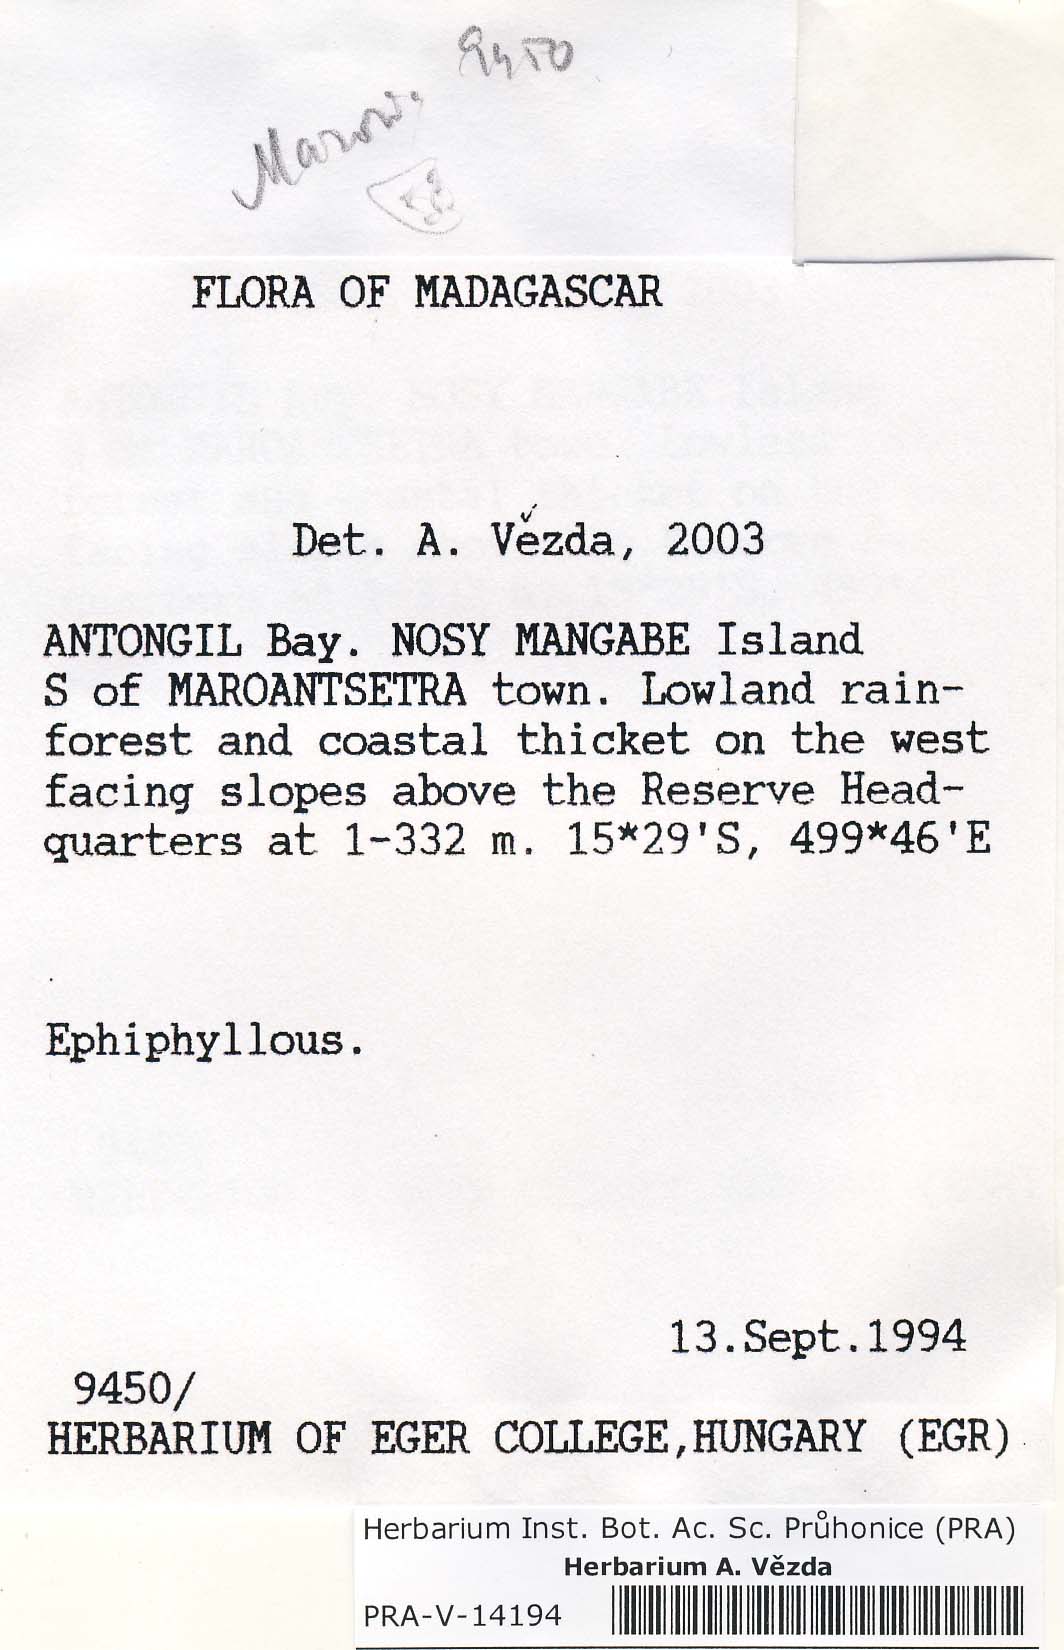 9450
FLORA OF MADAGASCAR
Det. A. Vězda, 2003
ANTONGIL Bay. NOSY MANGABE Island
S of MAROANTSETRA town. Lowland rain-
forest and coastal thicket on the west
facing slopes above the Reserve Head-
quarters at 1-332 m. 15*29'S, 499*46'E
Ephiphyllous.
13.Sept.1994
9450/
HERBARIUM OF EGER COLLEGE,HUNGARY (EGR)
Herbarium Inst. Bot. Ac. Sc. Průhonice (PRA)
Herbarium A. Vězda
PRA-V-14194